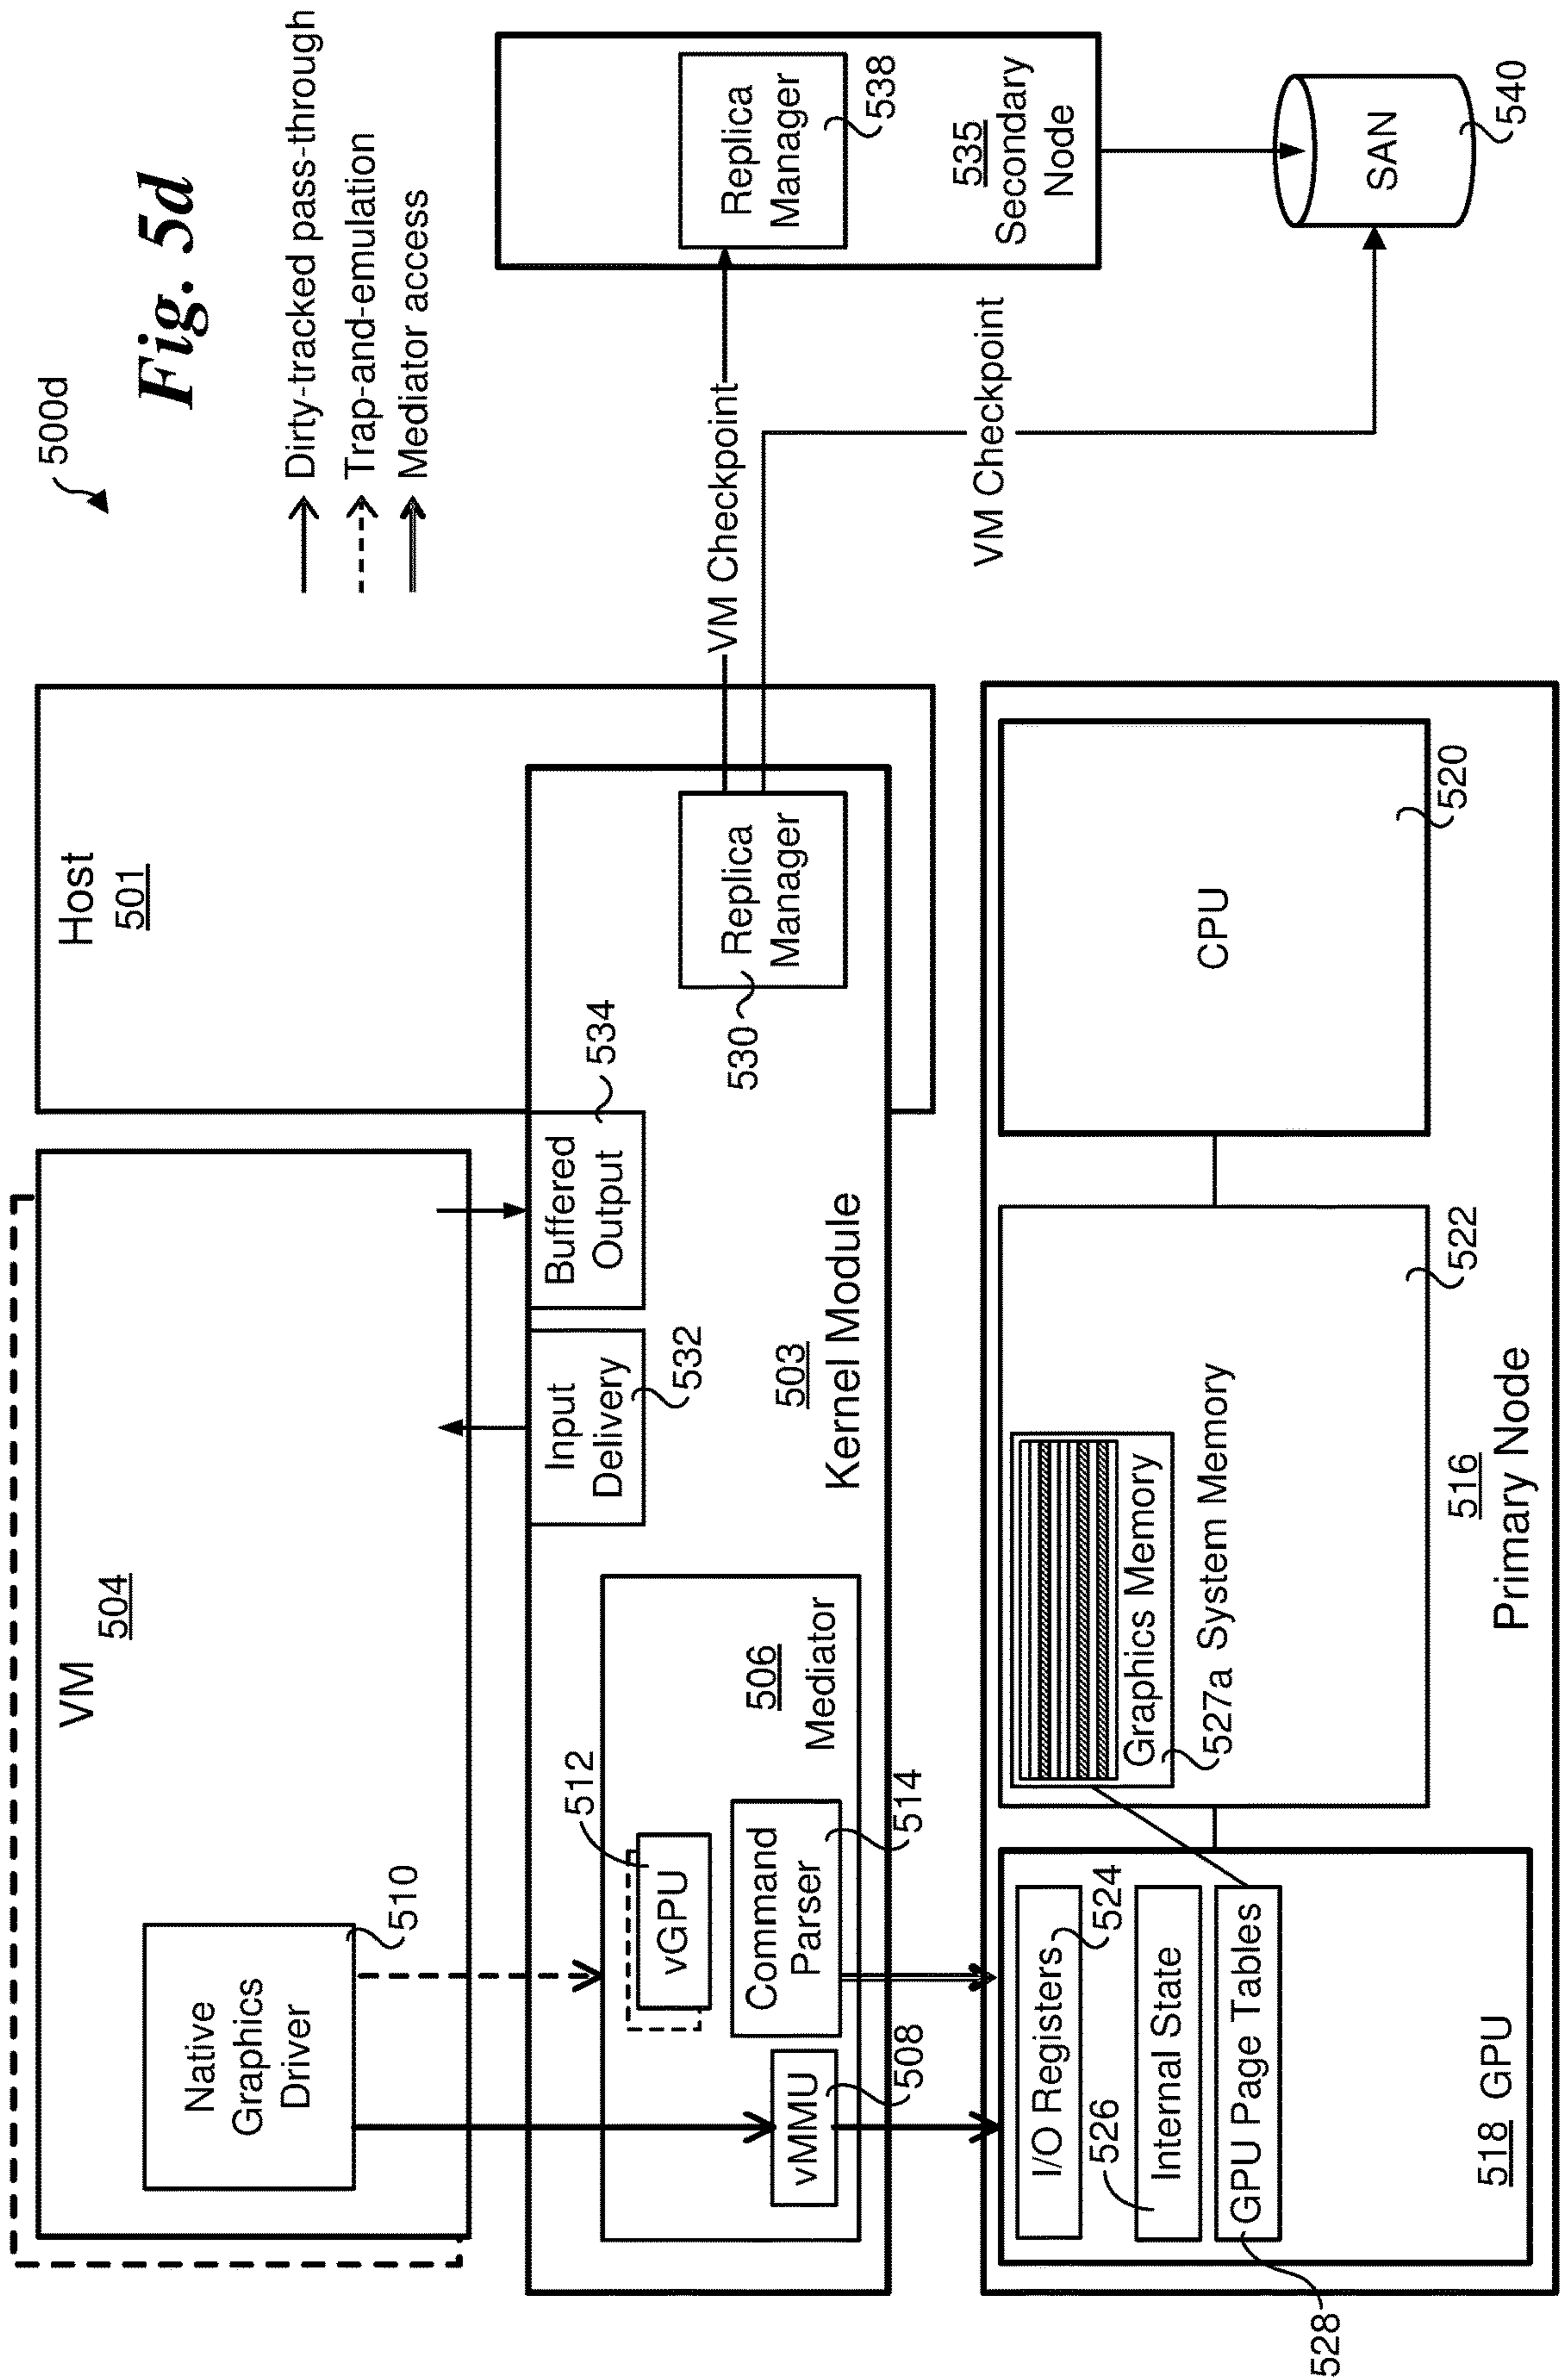 500d
Fig. 5d
Dirty-tracked pass-through
Trap-and-emulation
Mediator access
VM
504
Native
Graphics
Driver
510
Host
501
Input
Delivery
532
Buffered
Output
534
512
vGPU
Command
Parser
514
vMMU
508
506
Mediator
503
Kernel Module
530
Replica
Manager
VM Checkpoint
VM Checkpoint
Replica
Manager
538
535
Secondary
Node
SAN
540
I/O Registers
524
526
Internal State
GPU Page Tables
528
518 GPU
Graphics Memory
527a System Memory
522
CPU
520
516
Primary Node